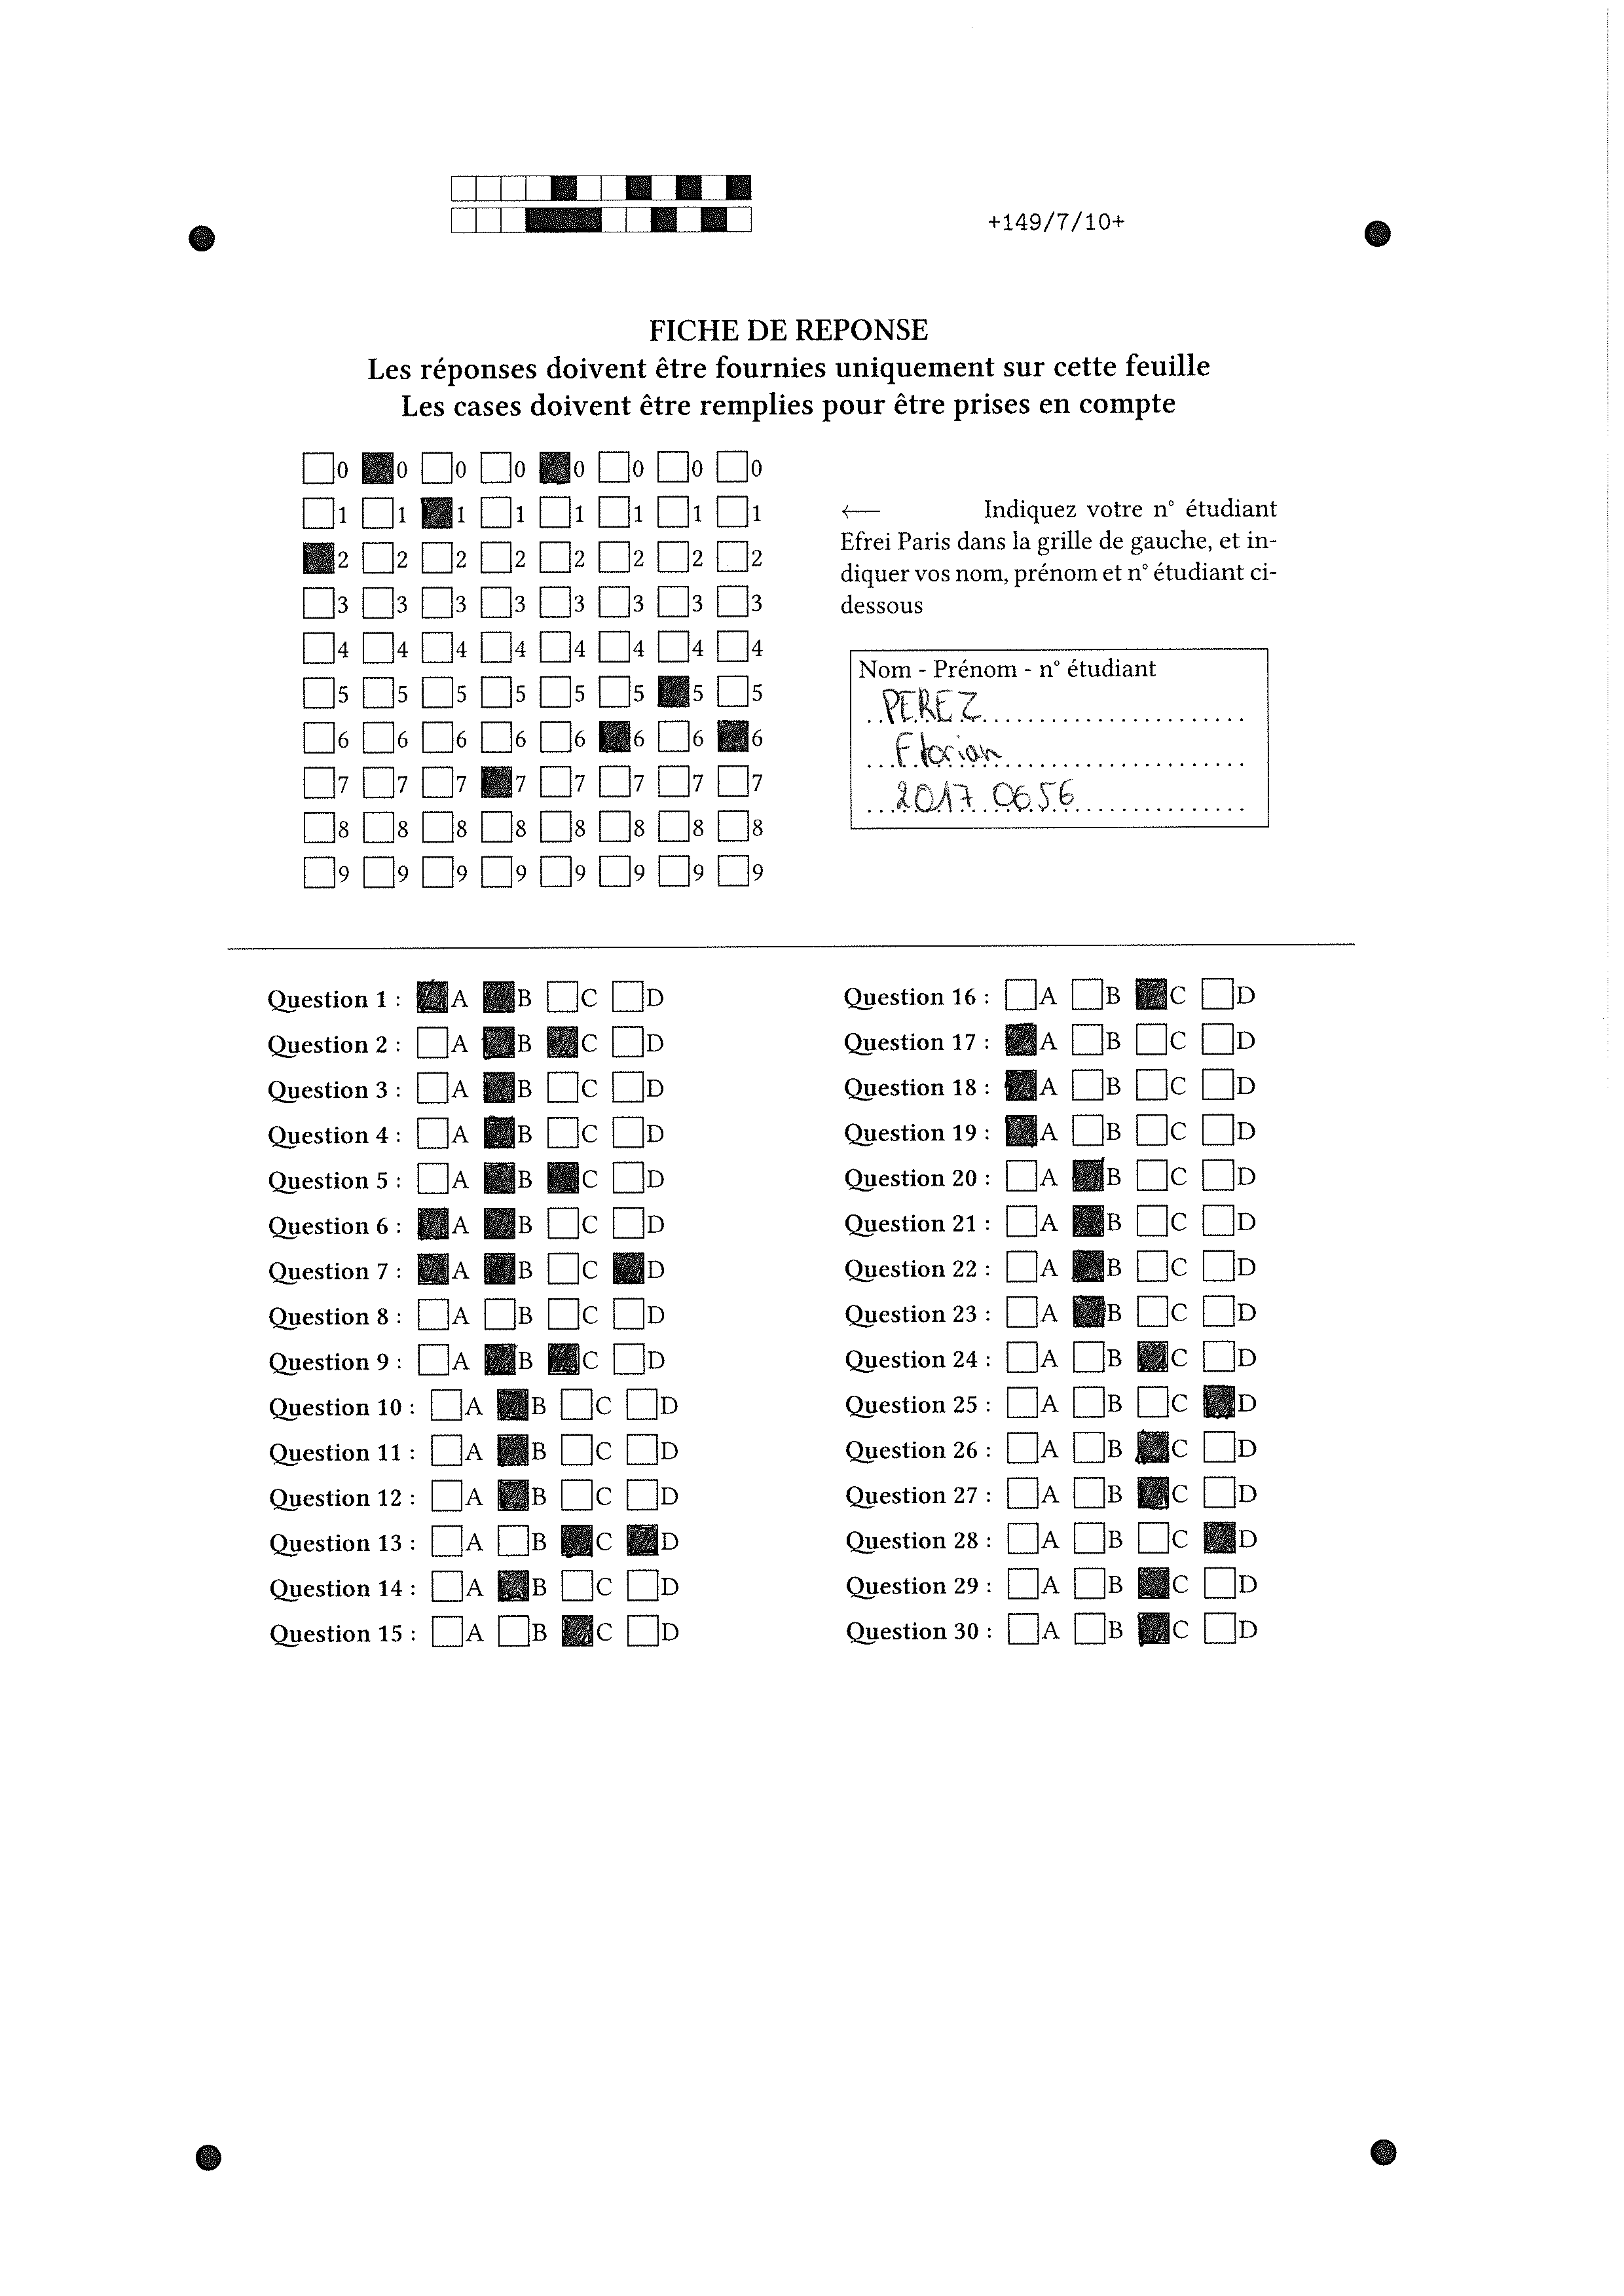 +149/7/10+
FICHE DE REPONSE
Les réponses doivent être fournies uniquement sur cette feuille
Les cases doivent être remplies pour être prises en compte
0 0 0 0 0 0 0 0
1 1 1 1 1 1 1 1
2 2 2 2 2 2 2 2
3 3 3 3 3 3 3 3
4 4 4 4 4 4 4 4
5 5 5 5 5 5 5 5
6 6 6 6 6 6 6 6
7 7 7 7 7 7 7 7
8 8 8 8 8 8 8 8
9 9 9 9 9 9 9 9
← Indiquez votre n° étudiant
Efrei Paris dans la grille de gauche, et in-
diquer vos nom, prénom et n° étudiant ci-
dessous
Nom - Prénom - n° étudiant
PEREZ
Florian
2017 0656
Question 1 : A B C D
Question 2 : A B C D
Question 3 : A B C D
Question 4 : A B C D
Question 5 : A B C D
Question 6 : A B C D
Question 7 : A B C D
Question 8 : A B C D
Question 9 : A B C D
Question 10 : A B C D
Question 11 : A B C D
Question 12 : A B C D
Question 13 : A B C D
Question 14 : A B C D
Question 15 : A B C D
Question 16 : A B C D
Question 17 : A B C D
Question 18 : A B C D
Question 19 : A B C D
Question 20 : A B C D
Question 21 : A B C D
Question 22 : A B C D
Question 23 : A B C D
Question 24 : A B C D
Question 25 : A B C D
Question 26 : A B C D
Question 27 : A B C D
Question 28 : A B C D
Question 29 : A B C D
Question 30 : A B C D